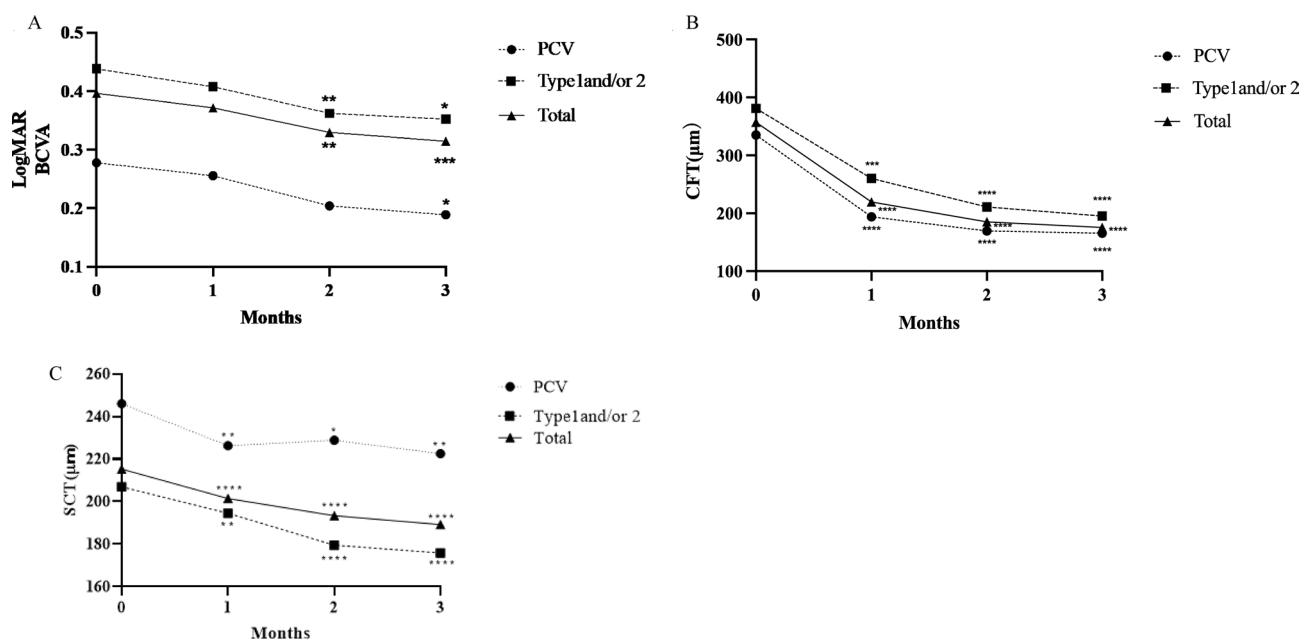 A
0.5
0.4
0.3
0.2
0.1
LogMAR
BCVA
0
1
2
3
Months
**
*
**
***
*
PCV
Type1and/or 2
Total
B
500
400
300
200
100
CFT(μm)
0
1
2
3
Months
***
****
****
****
****
****
****
****
****
PCV
Type1and/or 2
Total
C
260
240
220
200
180
160
SCT(μm)
0
1
2
3
Months
**
*
**
****
****
****
**
****
****
PCV
Type1and/or 2
Total